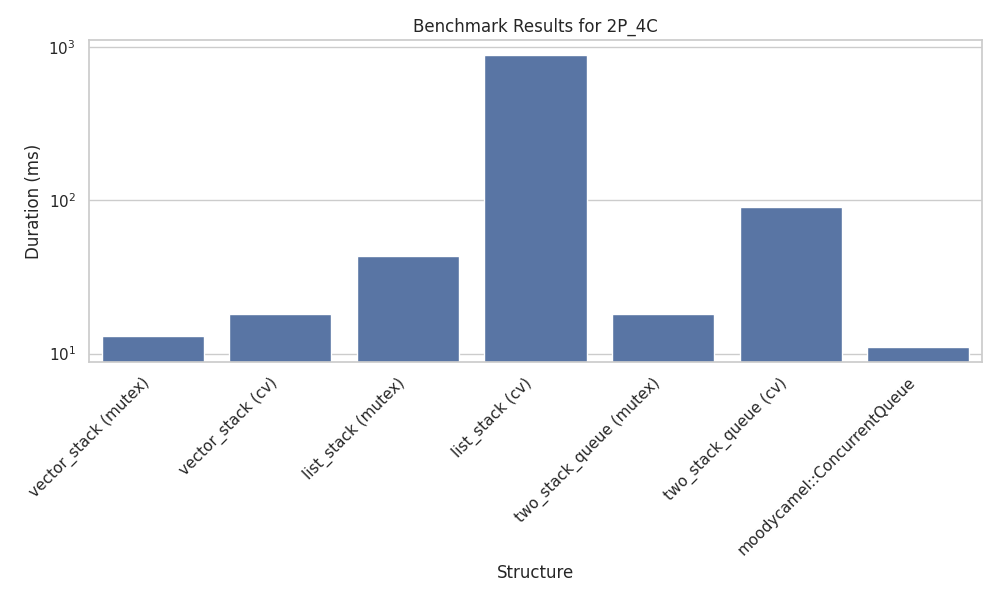 Benchmark Results for 2P_4C
Duration (ms)
10³
10²
10¹
vector_stack (mutex)
vector_stack (cv)
list_stack (mutex)
list_stack (cv)
two_stack_queue (mutex)
two_stack_queue (cv)
moodycamel::ConcurrentQueue
Structure